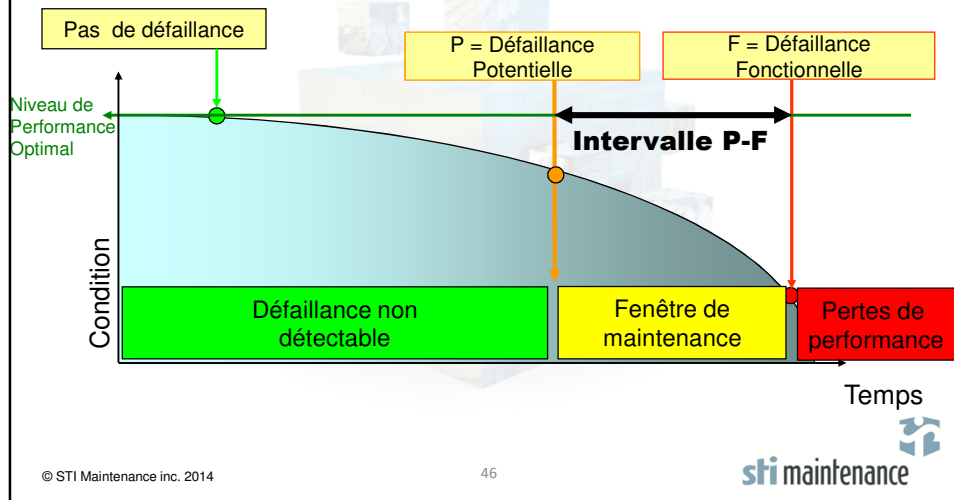 Pas de défaillance
P = Défaillance
Potentielle
F = Défaillance
Fonctionnelle
Niveau de
Performance
Optimal
Intervalle P-F
Condition
Défaillance non
détectable
Fenêtre de
maintenance
Pertes de
performance
Temps
© STI Maintenance inc. 2014
46
sti maintenance